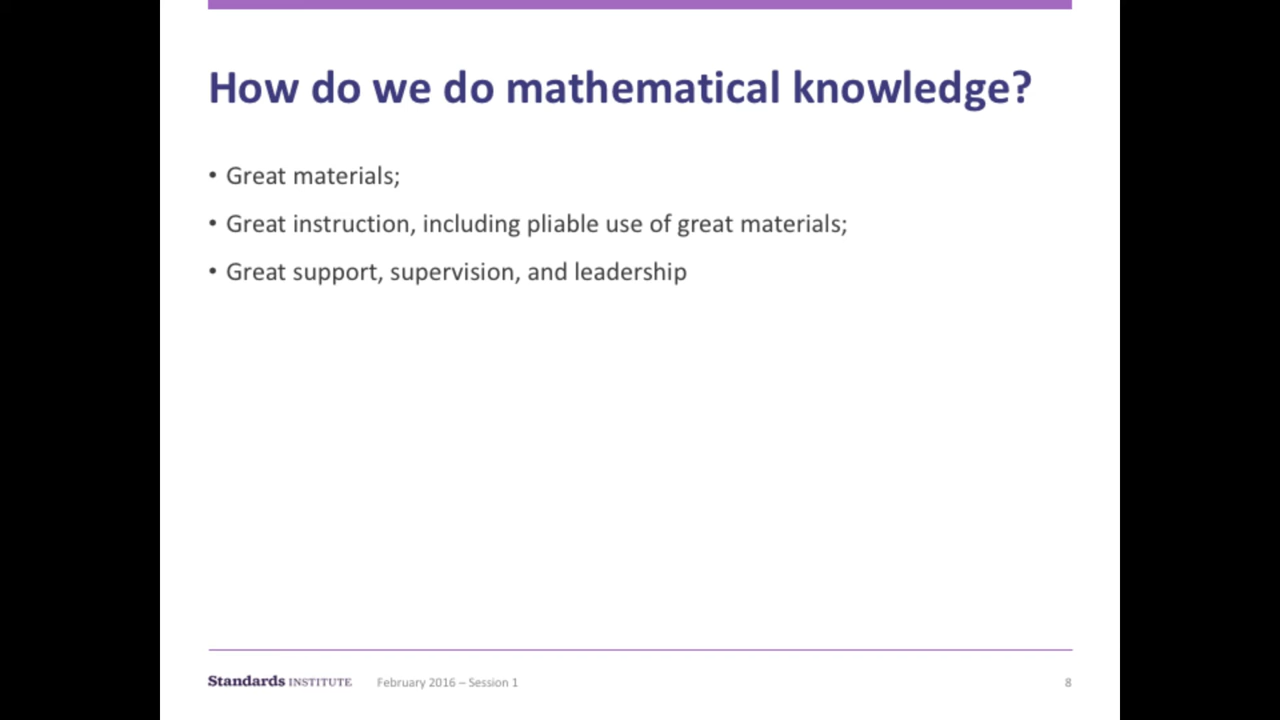 How do we do mathematical knowledge?
• Great materials;
• Great instruction, including pliable use of great materials;
• Great support, supervision, and leadership
Standards INSTITUTE February 2016 – Session 1 8